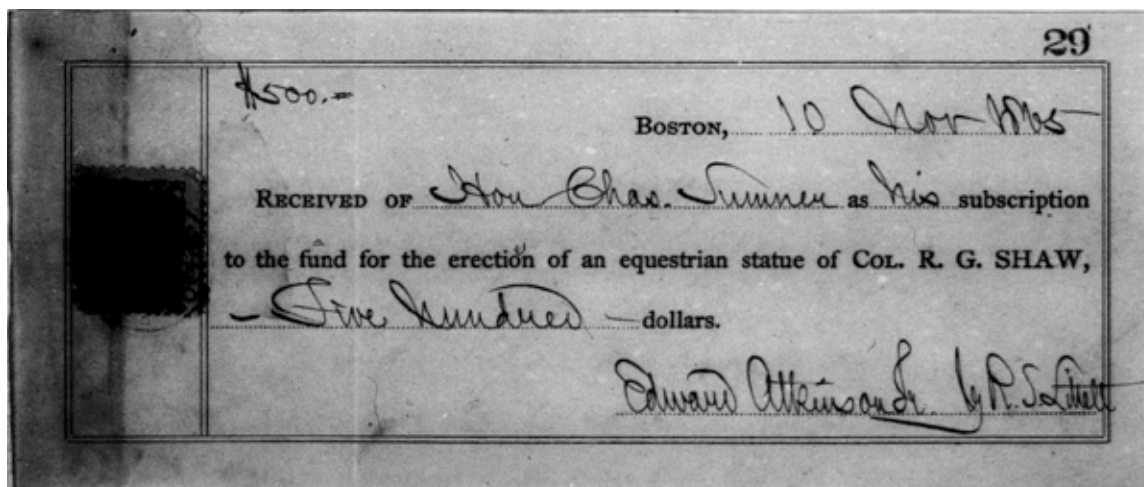 29
$500.=
BOSTON, 10 Nov 1865
RECEIVED OF Hon Chas. Sumner as his subscription
to the fund for the erection of an equestrian statue of COL. R. G. SHAW,
- Five hundred - dollars.
Edward Atkinson Tr. by R.